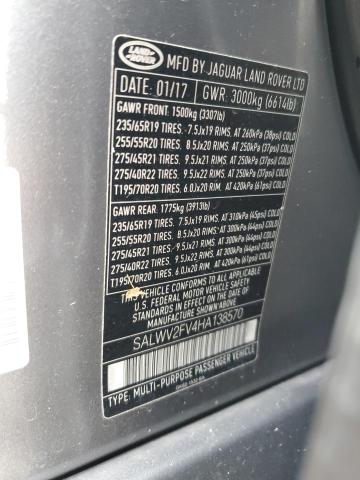 LAND ROVER
MFD BY JAGUAR LAND ROVER LTD
DATE: 01/17 GWR: 3000kg (6614lb)
GAWR FRONT: 1500kg (3307lb)
235/65R19 TIRES. - 7.5Jx19 RIMS, AT 260kPa (38psi) COLD
255/55R20 TIRES. - 8.5Jx20 RIMS, AT 250kPa (37psi) COLD
275/45R21 TIRES. - 9.5Jx21 RIMS, AT 250kPa (37psi) COLD
275/40R22 TIRES. - 9.5Jx22 RIMS, AT 250kPa (37psi) COLD
T195/70R20 TIRES. - 6.0Jx20 RIM, AT 420kPa (61psi) COLD
GAWR REAR: 1775kg (3913lb)
235/65R19 TIRES. - 7.5Jx19 RIMS, AT 310kPa (45psi) COLD
255/55R20 TIRES. - 8.5Jx20 RIMS, AT 300kPa (44psi) COLD
275/45R21 TIRES. - 9.5Jx21 RIMS, AT 300kPa (44psi) COLD
275/40R22 TIRES. - 9.5Jx22 RIMS, AT 300kPa (44psi) COLD
T195/70R20 TIRES. - 6.0Jx20 RIM, AT 420kPa (61psi) COLD
THIS VEHICLE CONFORMS TO ALL APPLICABLE
U.S. FEDERAL MOTOR VEHICLE SAFETY STANDARDS
IN EFFECT ON THE DATE OF MANUFACTURE SHOWN ABOVE
SALWV2FV4HA138570
TYPE: MULTI-PURPOSE PASSENGER VEHICLE